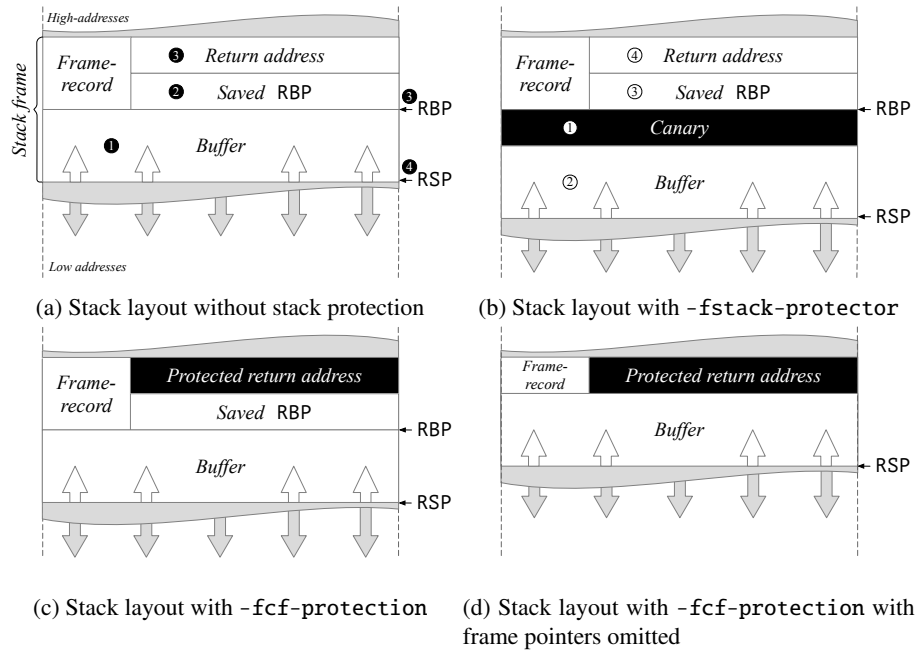 High-addresses
Stack frame
Frame-
record
❸ Return address
❷ Saved RBP
❸
RBP
❶
Buffer
❹
RSP
Low addresses
(a) Stack layout without stack protection
Frame-
record
④ Return address
③ Saved RBP
RBP
① Canary
② Buffer
RSP
(b) Stack layout with -fstack-protector
Frame-
record
Protected return address
Saved RBP
RBP
Buffer
RSP
(c) Stack layout with -fcf-protection
Frame-
record
Protected return address
Buffer
RSP
(d) Stack layout with -fcf-protection with
frame pointers omitted